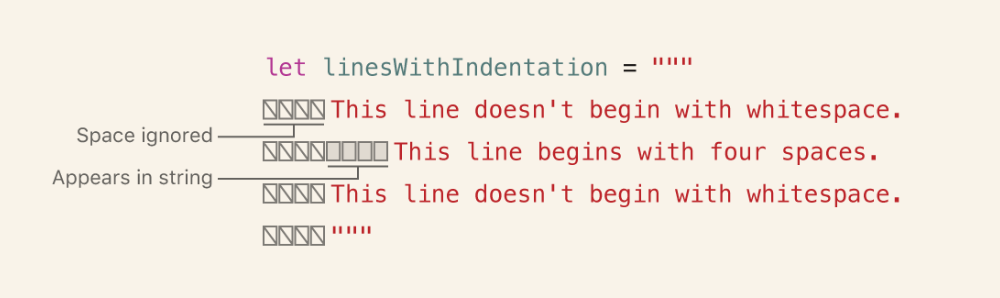 let linesWithIndentation = """
This line doesn't begin with whitespace.
Space ignored
This line begins with four spaces.
Appears in string
This line doesn't begin with whitespace.
"""